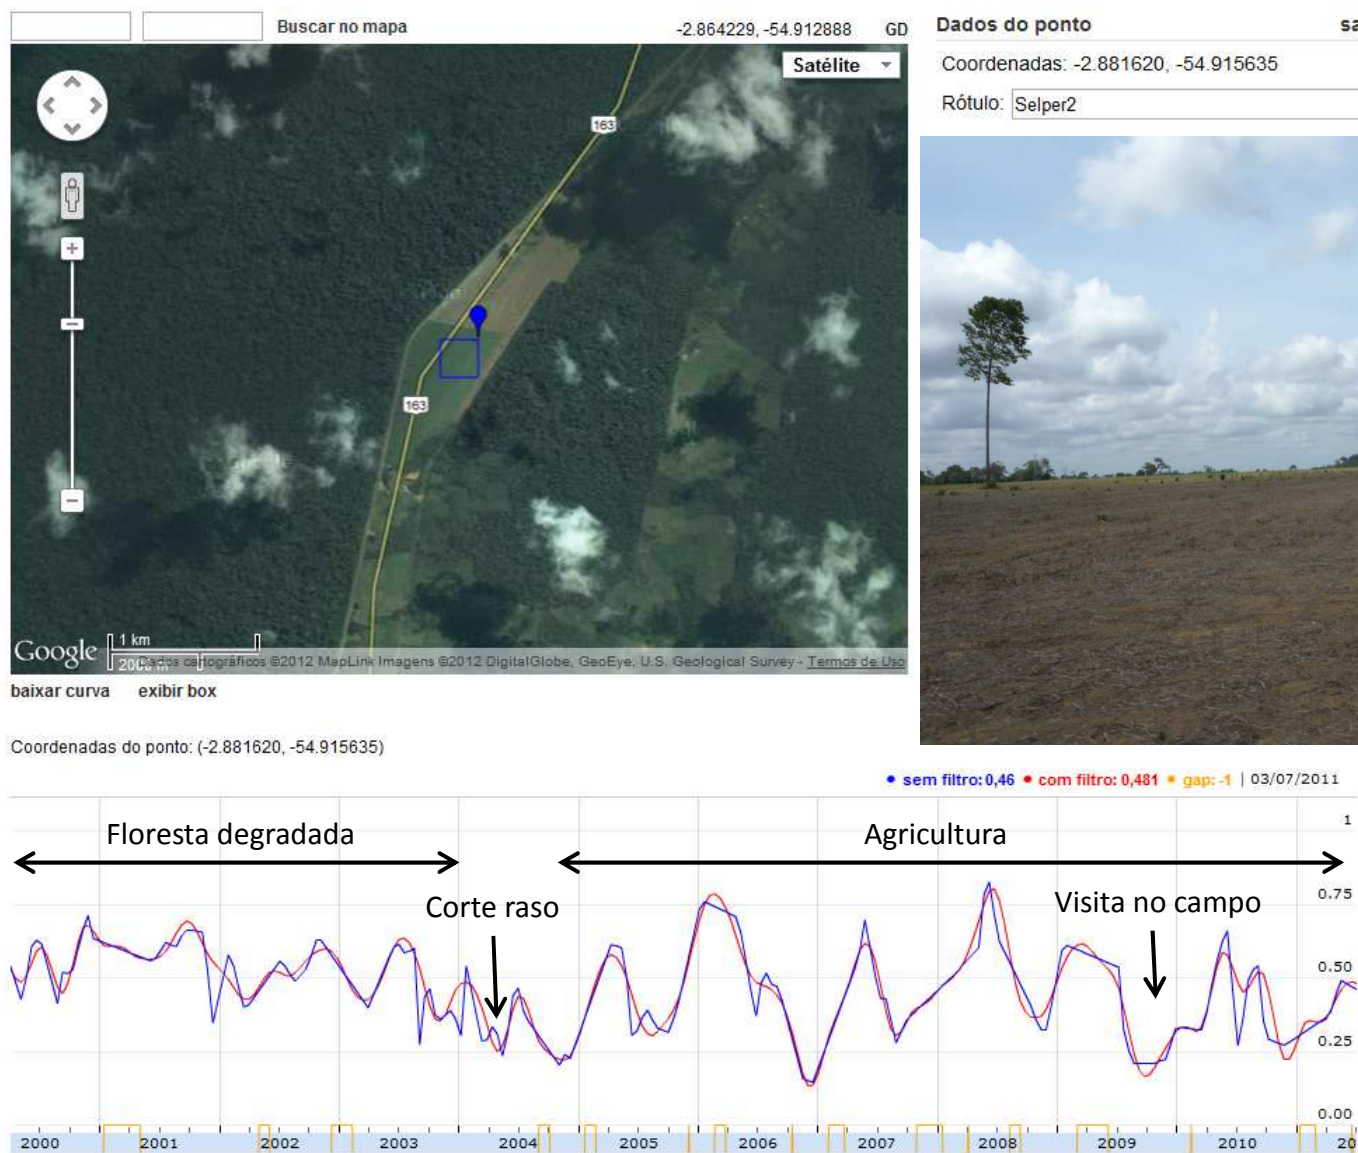 Buscar no mapa
-2.864229, -54.912888 GD
Dados do ponto sa
Coordenadas: -2.881620, -54.915635
Rótulo: Selper2
Satélite
163
163
Google
1 km
2000 m
Dados cartográficos ©2012 MapLink Imagens ©2012 DigitalGlobe, GeoEye, U.S. Geological Survey - Termos de Uso
baixar curva exibir box
Coordenadas do ponto: (-2.881620, -54.915635)
sem filtro: 0,46 com filtro: 0,481 gap: -1 | 03/07/2011
1
Floresta degradada Agricultura
0.75
Corte raso Visita no campo
0.50
0.25
0.00
2000 2001 2002 2003 2004 2005 2006 2007 2008 2009 2010 20